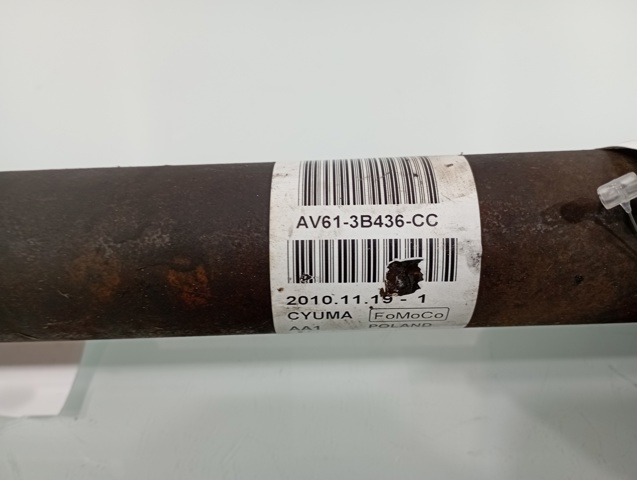 AV61-3B436-CC
2010.11.19 - 1
CYUMA FoMoCo
AA1 POLAND